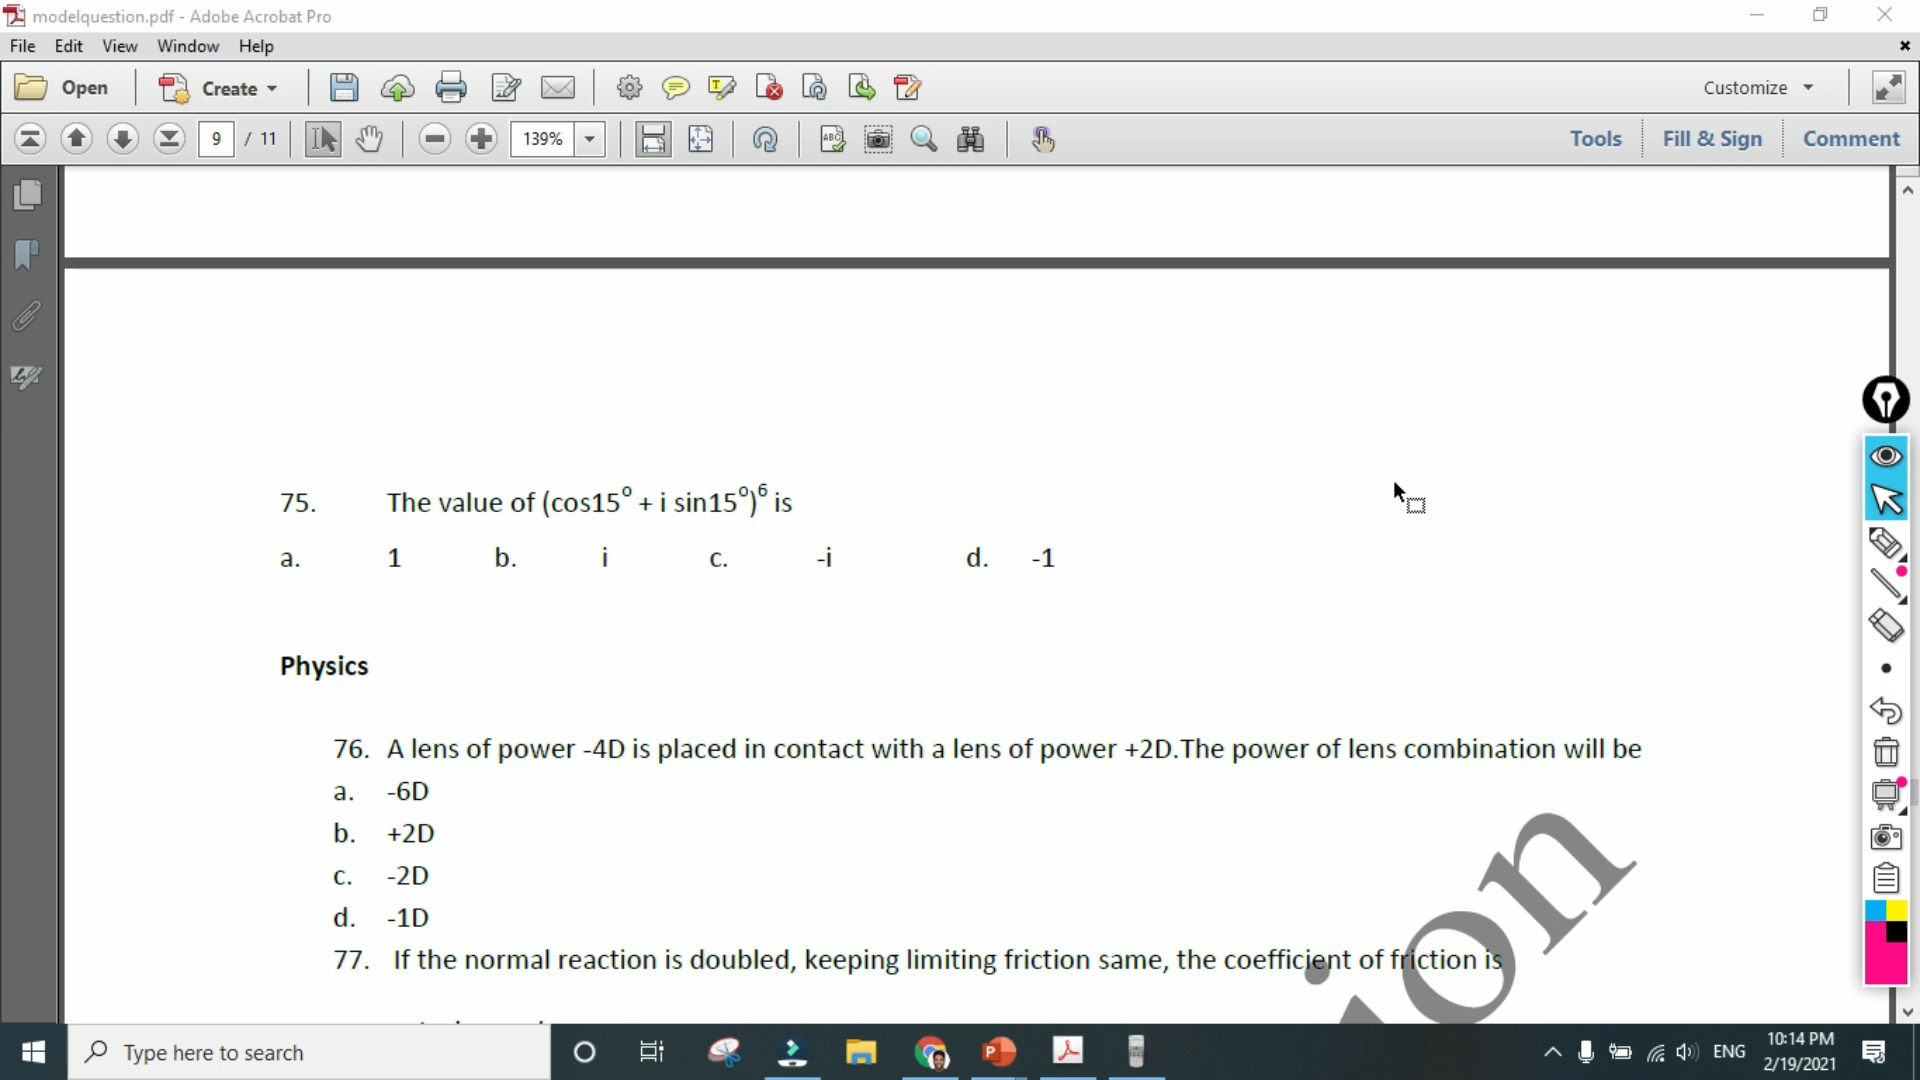 modelquestion.pdf - Adobe Acrobat Pro
File Edit View Window Help
Open Create Customize
9 / 11 139% Tools Fill & Sign Comment
75. The value of (cos15° + i sin15°)⁶ is
a. 1 b. i c. -i d. -1
Physics
76. A lens of power -4D is placed in contact with a lens of power +2D.The power of lens combination will be
a. -6D
b. +2D
c. -2D
d. -1D
77. If the normal reaction is doubled, keeping limiting friction same, the coefficient of friction is
ion
Type here to search
ENG
10:14 PM
2/19/2021